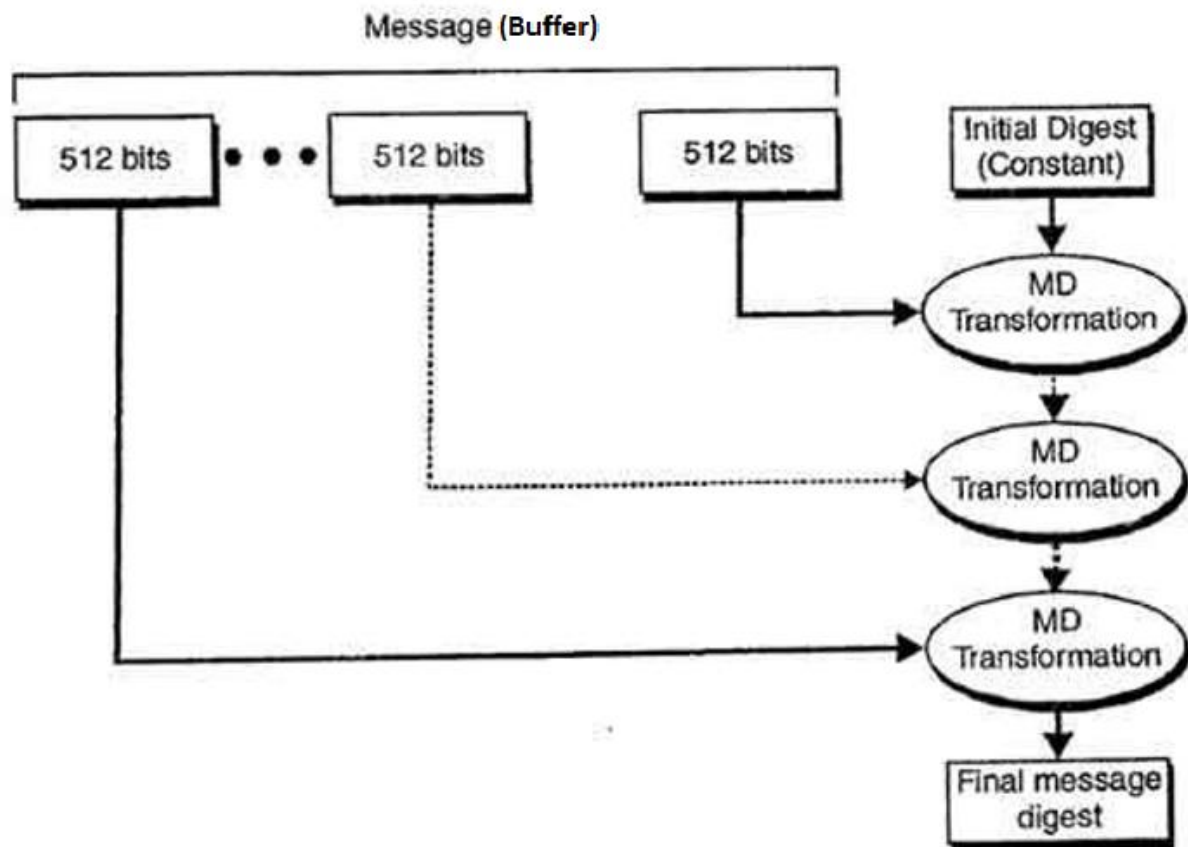 Message (Buffer)
512 bits
512 bits
512 bits
Initial Digest
(Constant)
MD
Transformation
MD
Transformation
MD
Transformation
Final message
digest